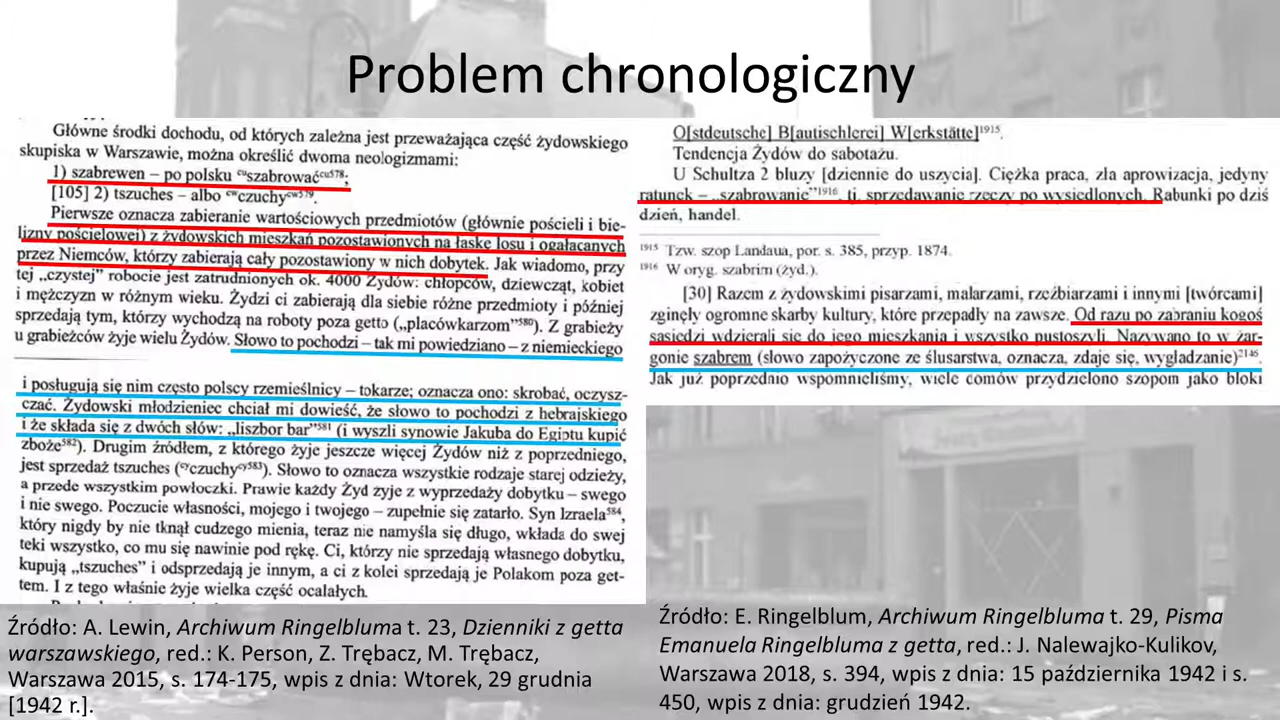 Problem chronologiczny
Główne środki dochodu, od których zależna jest przeważająca część żydowskiego
skupiska w Warszawie, można określić dwoma neologizmami:
1) szabrewen – po polsku cuszabrowaćcu578;
[105] 2) tszuches – albo cwczuchycw579.
Pierwsze oznacza zabieranie wartościowych przedmiotów (głównie pościeli i bie-
lizny pościelowej) z żydowskich mieszkań pozostawionych na łaskę losu i ogałacanych
przez Niemców, którzy zabierają cały pozostawiony w nich dobytek. Jak wiadomo, przy
tej „czystej” robocie jest zatrudnionych ok. 4000 Żydów: chłopców, dziewcząt, kobiet
i mężczyzn w różnym wieku. Żydzi ci zabierają dla siebie różne przedmioty i później
sprzedają tym, którzy wychodzą na roboty poza getto („placówkarzom”580). Z grabieży
u grabieżców żyje wielu Żydów. Słowo to pochodzi – tak mi powiedziano – z niemieckiego
i posługują się nim często polscy rzemieślnicy – tokarze; oznacza ono: skrobać, oczysz-
czać. Żydowski młodzieniec chciał mi dowieść, że słowo to pochodzi z hebrajskiego
i że składa się z dwóch słów: „liszbor bar”581 (i wyszli synowie Jakuba do Egiptu kupić
zboże582). Drugim źródłem, z którego żyje jeszcze więcej Żydów niż z poprzedniego,
jest sprzedaż tszuches (cyczuchycy583). Słowo to oznacza wszystkie rodzaje starej odzieży,
a przede wszystkim powłoczki. Prawie każdy Żyd żyje z wyprzedaży dobytku – swego
i nie swego. Poczucie własności, mojego i twojego – zupełnie się zatarło. Syn Izraela584,
który nigdy by nie tknął cudzego mienia, teraz nie namyśla się długo, wkłada do swej
teki wszystko, co mu się nawinie pod rękę. Ci, którzy nie sprzedają własnego dobytku,
kupują „tszuches” i odsprzedają je innym, a ci z kolei sprzedają je Polakom poza get-
tem. I z tego właśnie żyje wielka część ocalałych.
Źródło: A. Lewin, Archiwum Ringelbluma t. 23, Dzienniki z getta
warszawskiego, red.: K. Person, Z. Trębacz, M. Trębacz,
Warszawa 2015, s. 174-175, wpis z dnia: Wtorek, 29 grudnia
[1942 r.].
O[stdeutsche] B[autischlerei] W[erkstätte]1915.
Tendencja Żydów do sabotażu.
U Schultza 2 bluzy [dziennie do uszycia]. Ciężka praca, zła aprowizacja, jedyny
ratunek – „szabrowanie”1916, tj. sprzedawanie rzeczy po wysiedlonych. Rabunki po dziś
dzień, handel.
1915 Tzw. szop Landaua, por. s. 385, przyp. 1874.
1916 W oryg. szabrim (żyd.).
[30] Razem z żydowskimi pisarzami, malarzami, rzeźbiarzami i innymi [twórcami]
zginęły ogromne skarby kultury, które przepadły na zawsze. Od razu po zabraniu kogoś
sąsiedzi wdzierali się do jego mieszkania i wszystko pustoszyli. Nazywano to w żar-
gonie szabrem (słowo zapożyczone ze ślusarstwa, oznacza, zdaje się, wygładzanie)2146.
Jak już poprzednio wspomnieliśmy, wiele domów przydzielono szopom jako bloki
Źródło: E. Ringelblum, Archiwum Ringelbluma t. 29, Pisma
Emanuela Ringelbluma z getta, red.: J. Nalewajko-Kulikov,
Warszawa 2018, s. 394, wpis z dnia: 15 października 1942 i s.
450, wpis z dnia: grudzień 1942.